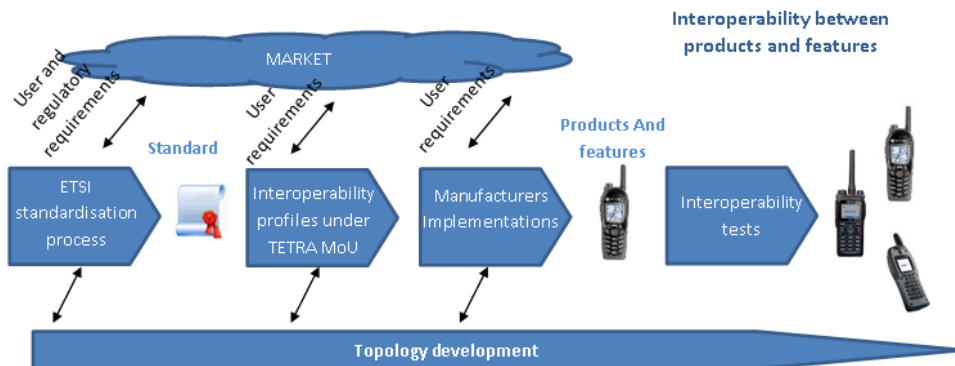 Interoperability between
products and features
MARKET
User and
regulatory
requirements
User
requirements
User
requirements
Standard
Products And
features
ETSI
standardisation
process
Interoperability
profiles under
TETRA MoU
Manufacturers
Implementations
Interoperability
tests
Topology development